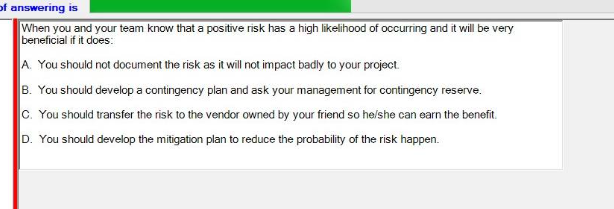 of answering is
When you and your team know that a positive risk has a high likelihood of occurring and it will be very
beneficial if it does:
A. You should not document the risk as it will not impact badly to your project.
B. You should develop a contingency plan and ask your management for contingency reserve.
C. You should transfer the risk to the vendor owned by your friend so he/she can earn the benefit.
D. You should develop the mitigation plan to reduce the probability of the risk happen.